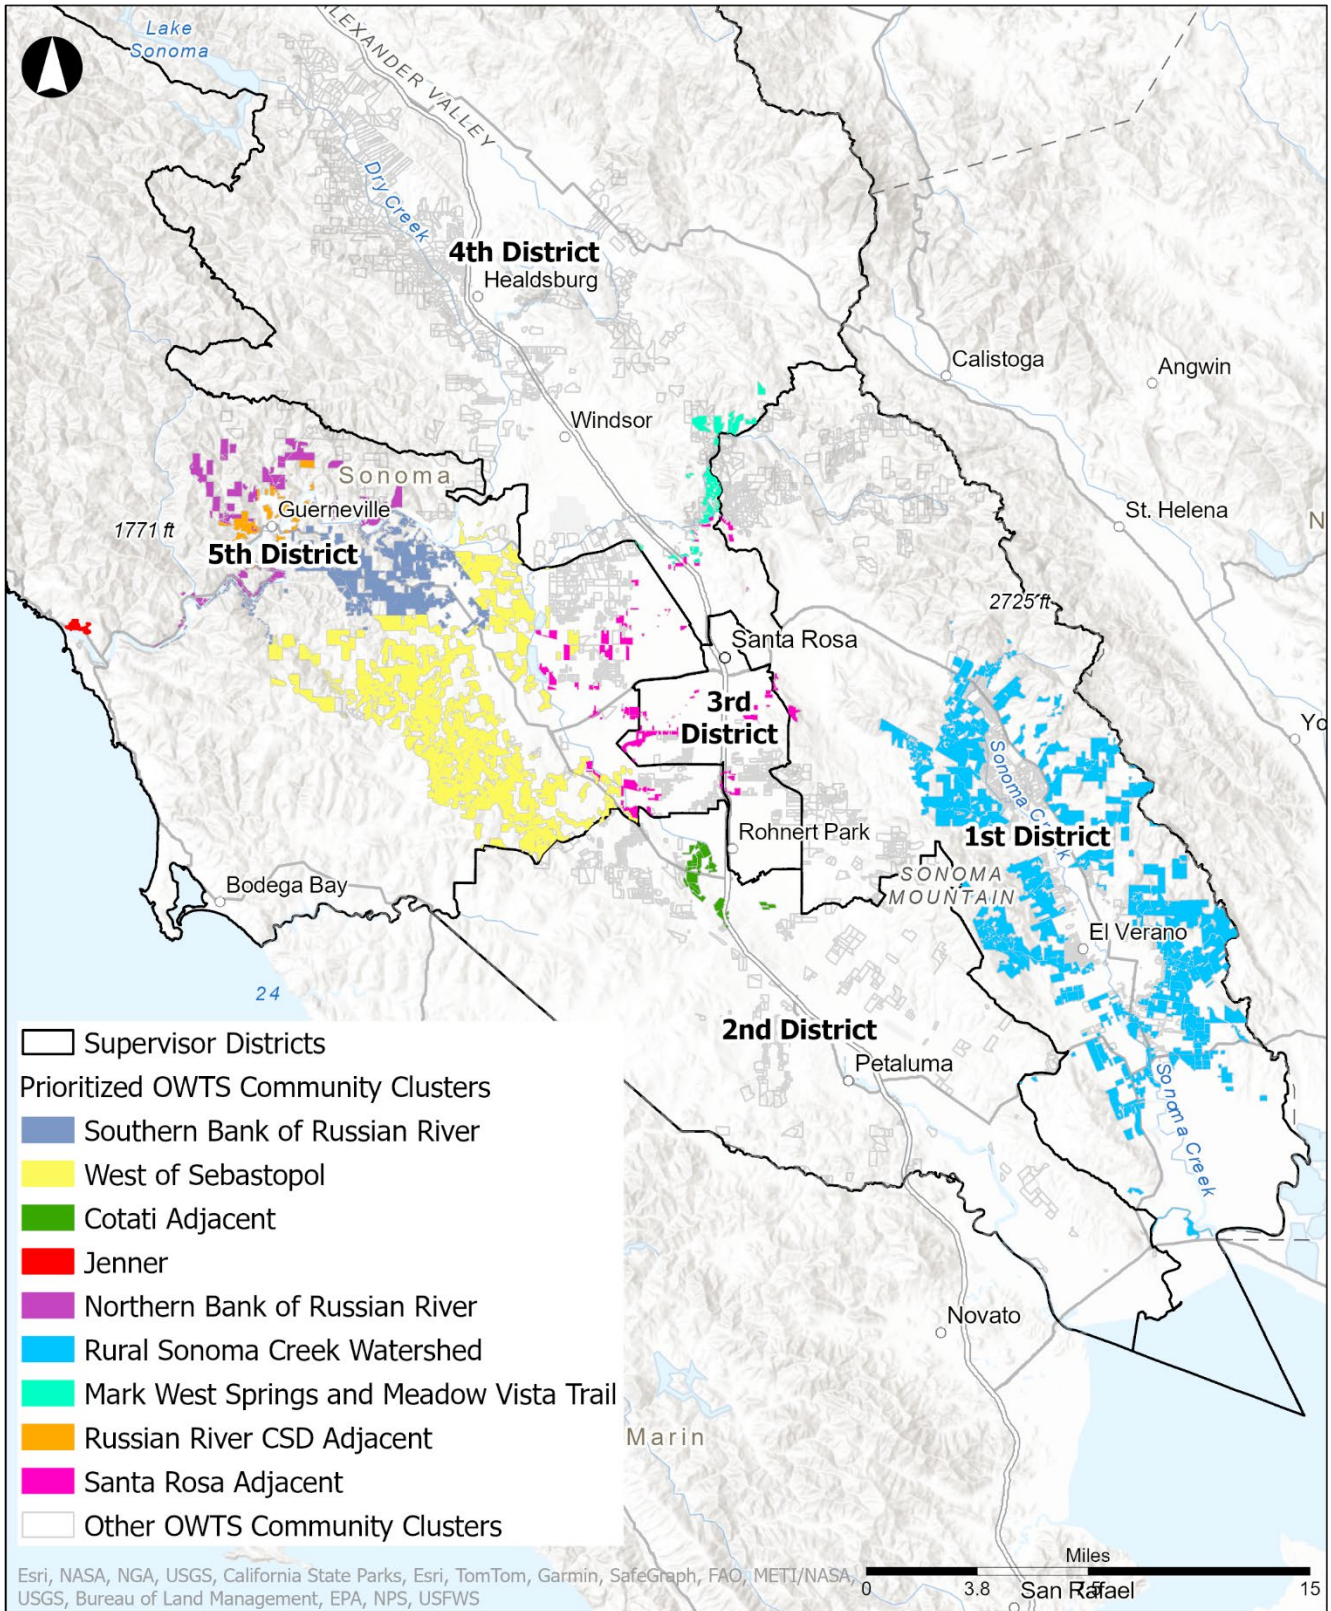 Lake
Sonoma
ALEXANDER VALLEY
Dry Creek
4th District
Healdsburg
Calistoga
Angwin
Windsor
Sonoma
St. Helena
N
Guerneville
1771 ft
5th District
2725 ft
Santa Rosa
3rd
District
Yo
Sonoma Creek
1st District
Rohnert Park
SONOMA
MOUNTAIN
Bodega Bay
El Verano
24
2nd District
Petaluma
Sonoma Creek
Supervisor Districts
Prioritized OWTS Community Clusters
Southern Bank of Russian River
West of Sebastopol
Cotati Adjacent
Jenner
Northern Bank of Russian River
Rural Sonoma Creek Watershed
Mark West Springs and Meadow Vista Trail
Russian River CSD Adjacent
Santa Rosa Adjacent
Other OWTS Community Clusters
Novato
Marin
Miles
0 3.8 7.5 15
San Rafael
Esri, NASA, NGA, USGS, California State Parks, Esri, TomTom, Garmin, SafeGraph, FAO, METI/NASA,
USGS, Bureau of Land Management, EPA, NPS, USFWS